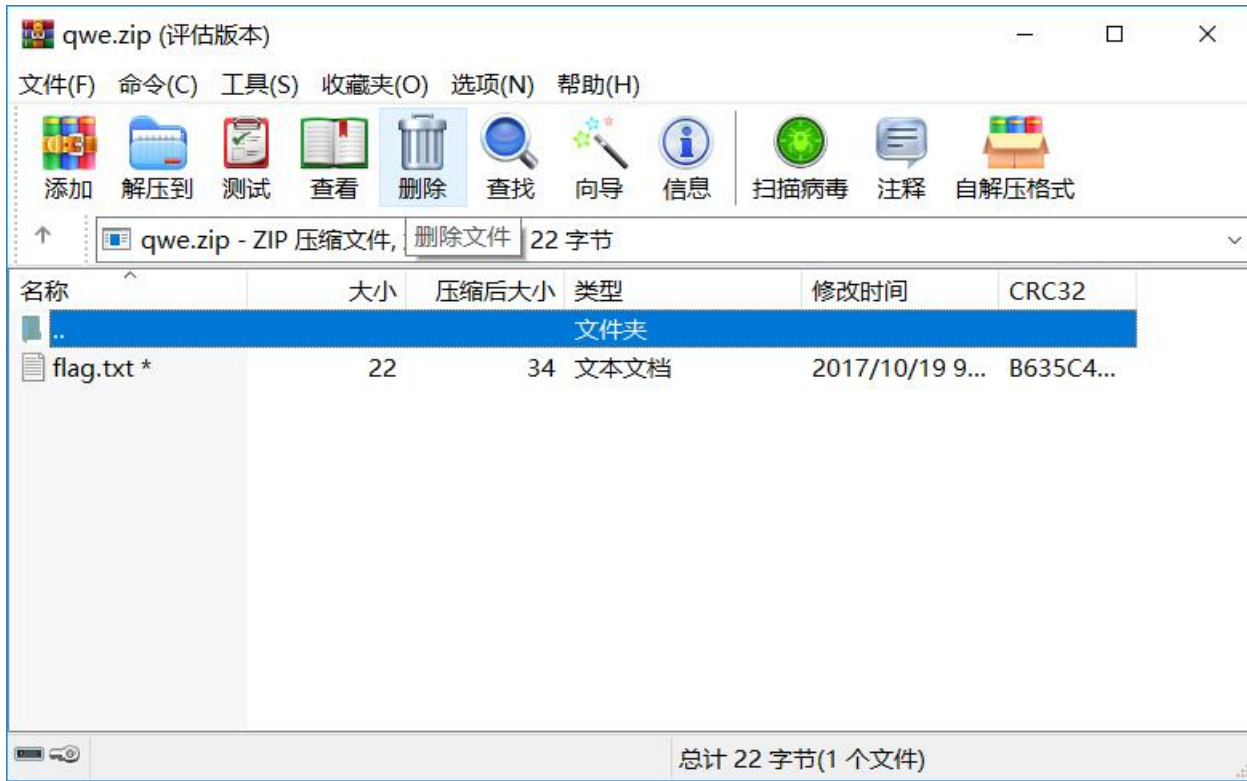 qwe.zip (评估版本)
文件(F) 命令(C) 工具(S) 收藏夹(O) 选项(N) 帮助(H)
添加 解压到 测试 查看 删除 查找 向导 信息 扫描病毒 注释 自解压格式
qwe.zip - ZIP 压缩文件, 删除文件 22 字节
名称 大小 压缩后大小 类型 修改时间 CRC32
.. 文件夹
flag.txt * 22 34 文本文档 2017/10/19 9... B635C4...
总计 22 字节(1 个文件)